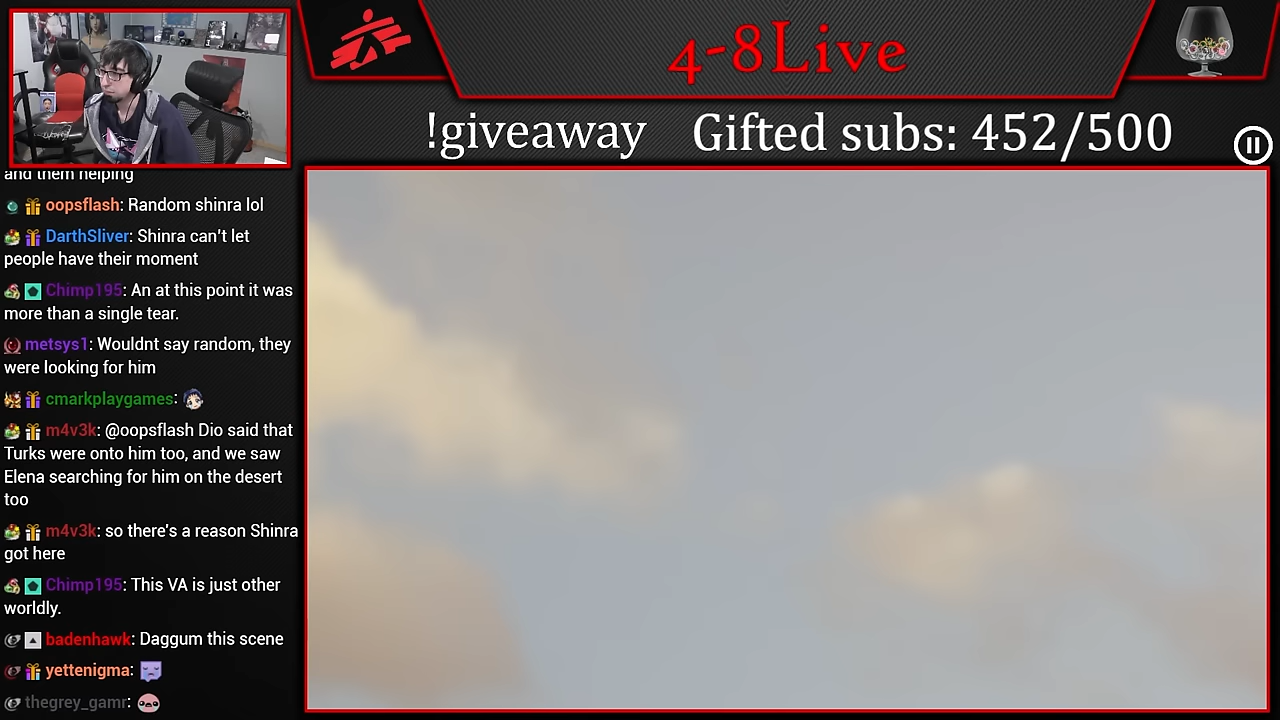 4-8Live
!giveaway
Gifted subs: 452/500
and them helping
oopsflash: Random shinra lol
DarthSliver: Shinra can't let
people have their moment
Chimp195: An at this point it was
more than a single tear.
metsys1: Wouldnt say random, they
were looking for him
cmarkplaygames:
m4v3k: @oopsflash Dio said that
Turks were onto him too, and we saw
Elena searching for him on the desert
too
m4v3k: so there's a reason Shinra
got here
Chimp195: This VA is just other
worldly.
badenhawk: Daggum this scene
yettenigma:
thegrey_gamr: